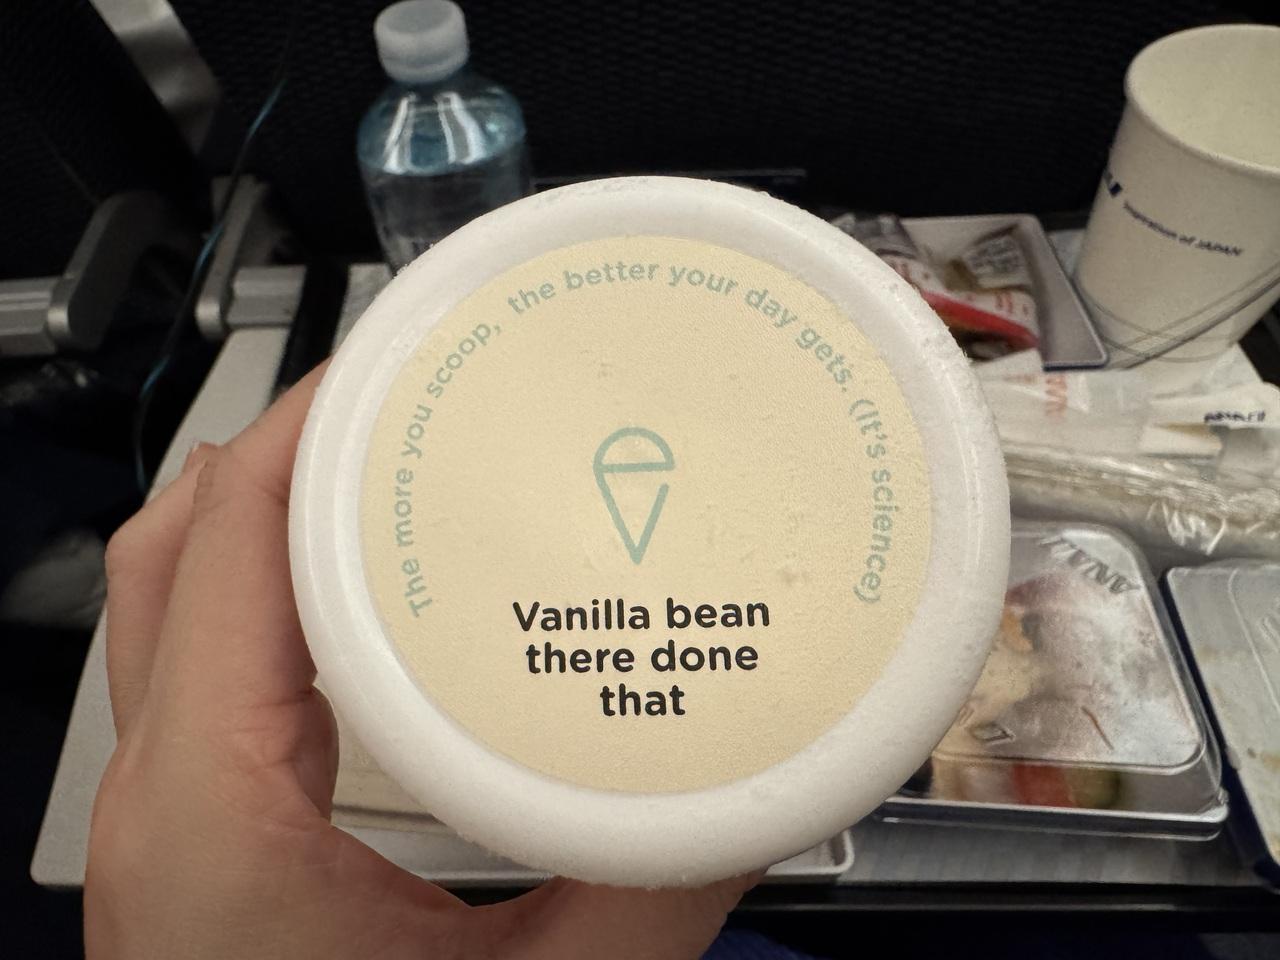 The more you scoop, the better your day gets. (It's science)
Vanilla bean
there done
that
Inspiration of JAPAN
ANA